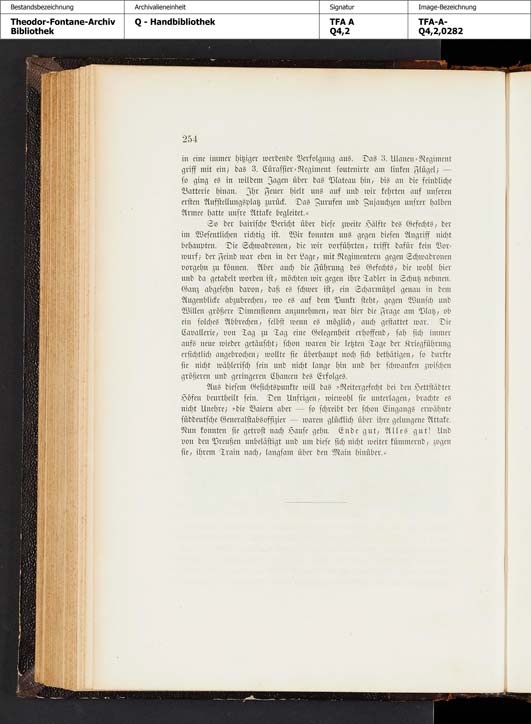 Bestandsbezeichnung Archivalieneinheit Signatur Image-Bezeichnung
Theodor-Fontane-Archiv Q - Handbibliothek TFA A TFA-A-
Bibliothek Q4,2 Q4,2,0282
254
in eine immer hitziger werdende Verfolgung aus. Das 3. Ulanen-Regiment
griff mit ein; das 3. Cürassier-Regiment soutenirte am linken Flügel; —
so ging es in wildem Jagen über das Plateau hin, bis an die feindliche
Batterie hinan. Ihr Feuer hielt uns auf und wir kehrten auf unseren
ersten Aufstellungsplatz zurück. Das Zurufen und Zujauchzen unsrer halben
Armee hatte unsre Attake begleitet.«
So der bairische Bericht über diese zweite Hälfte des Gefechts, der
im Wesentlichen richtig ist. Wir konnten uns gegen diesen Angriff nicht
behaupten. Die Schwadronen, die wir vorführten, trifft dafür kein Vor-
wurf; der Feind war eben in der Lage, mit Regimentern gegen Schwadronen
vorgehn zu können. Aber auch die Führung des Gefechts, die wohl hier
und da getadelt worden ist, möchten wir gegen ihre Tadler in Schutz nehmen.
Ganz abgesehn davon, daß es schwer ist, ein Scharmützel genau in dem
Augenblicke abzubrechen, wo es auf dem Punkt steht, gegen Wunsch und
Willen größere Dimensionen anzunehmen, war hier die Frage am Platz, ob
ein solches Abbrechen, selbst wenn es möglich, auch gestattet war. Die
Cavallerie, von Tag zu Tag eine Gelegenheit erhoffend, sah sich immer
aufs neue wieder getäuscht; schon waren die letzten Tage der Kriegführung
ersichtlich angebrochen; wollte sie überhaupt noch sich bethätigen, so durfte
sie nicht wählerisch sein und nicht lange hin und her schwanken zwischen
größeren und geringeren Chancen des Erfolges.
Aus diesem Gesichtspunkte will das »Reitergefecht bei den Hettstädter
Höfen beurtheilt sein. Den Unsrigen, wiewohl sie unterlagen, brachte es
nicht Unehre; »die Baiern aber — so schreibt der schon Eingangs erwähnte
süddeutsche Generalstabsoffizier — waren glücklich über ihre gelungene Attake.
Nun konnten sie getrost nach Hause gehn. Ende gut, Alles gut! Und
von den Preußen unbelästigt und um diese sich nicht weiter kümmernd, zogen
sie, ihrem Train nach, langsam über den Main hinüber.«